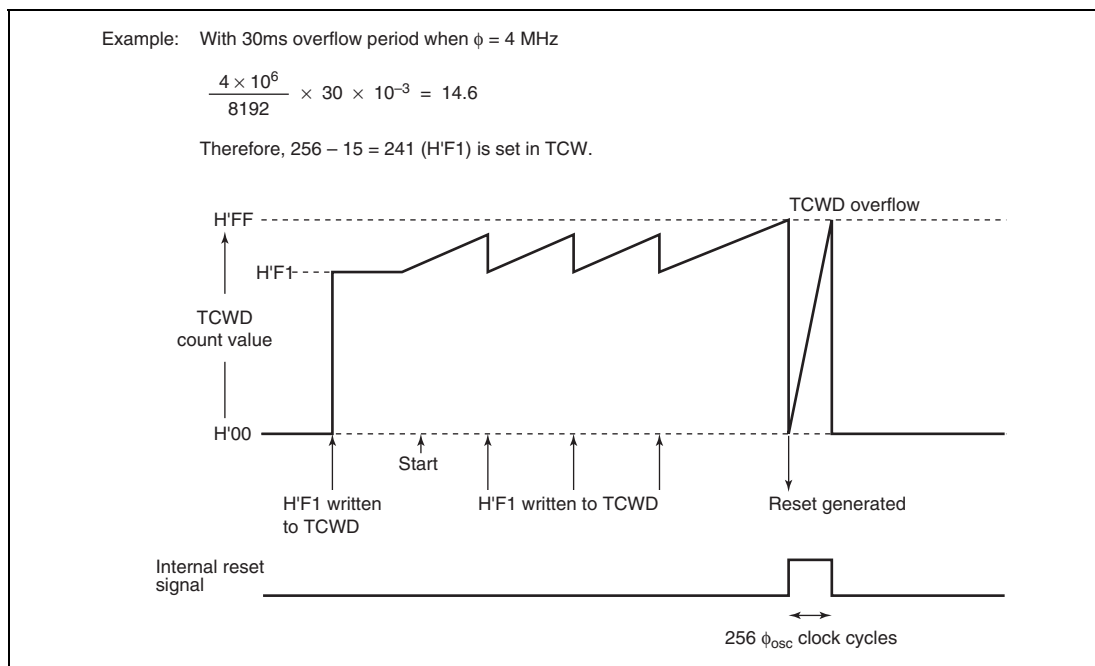 Example: With 30ms overflow period when ϕ = 4 MHz
4 × 10⁶
8192
× 30 × 10⁻³ = 14.6
Therefore, 256 – 15 = 241 (H'F1) is set in TCW.
TCWD overflow
H'FF
H'F1
TCWD
count value
H'00
Start
H'F1 written
to TCWD
H'F1 written to TCWD
Reset generated
Internal reset
signal
256 ϕosc clock cycles